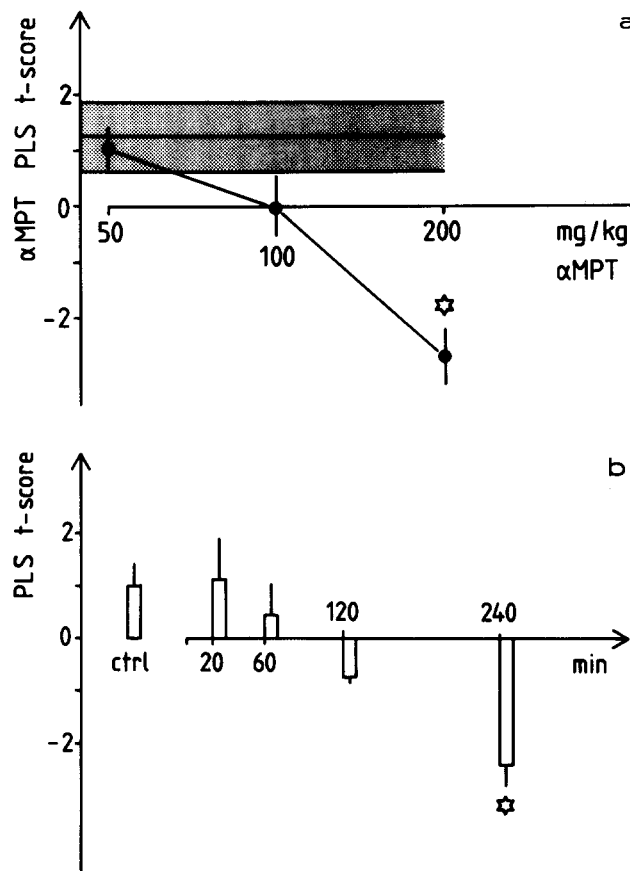 a
αMPT PLS t-score
2
0
-2
50
100
200
mg/kg
αMPT
b
PLS t-score
2
0
-2
ctrl
20
60
120
240
min